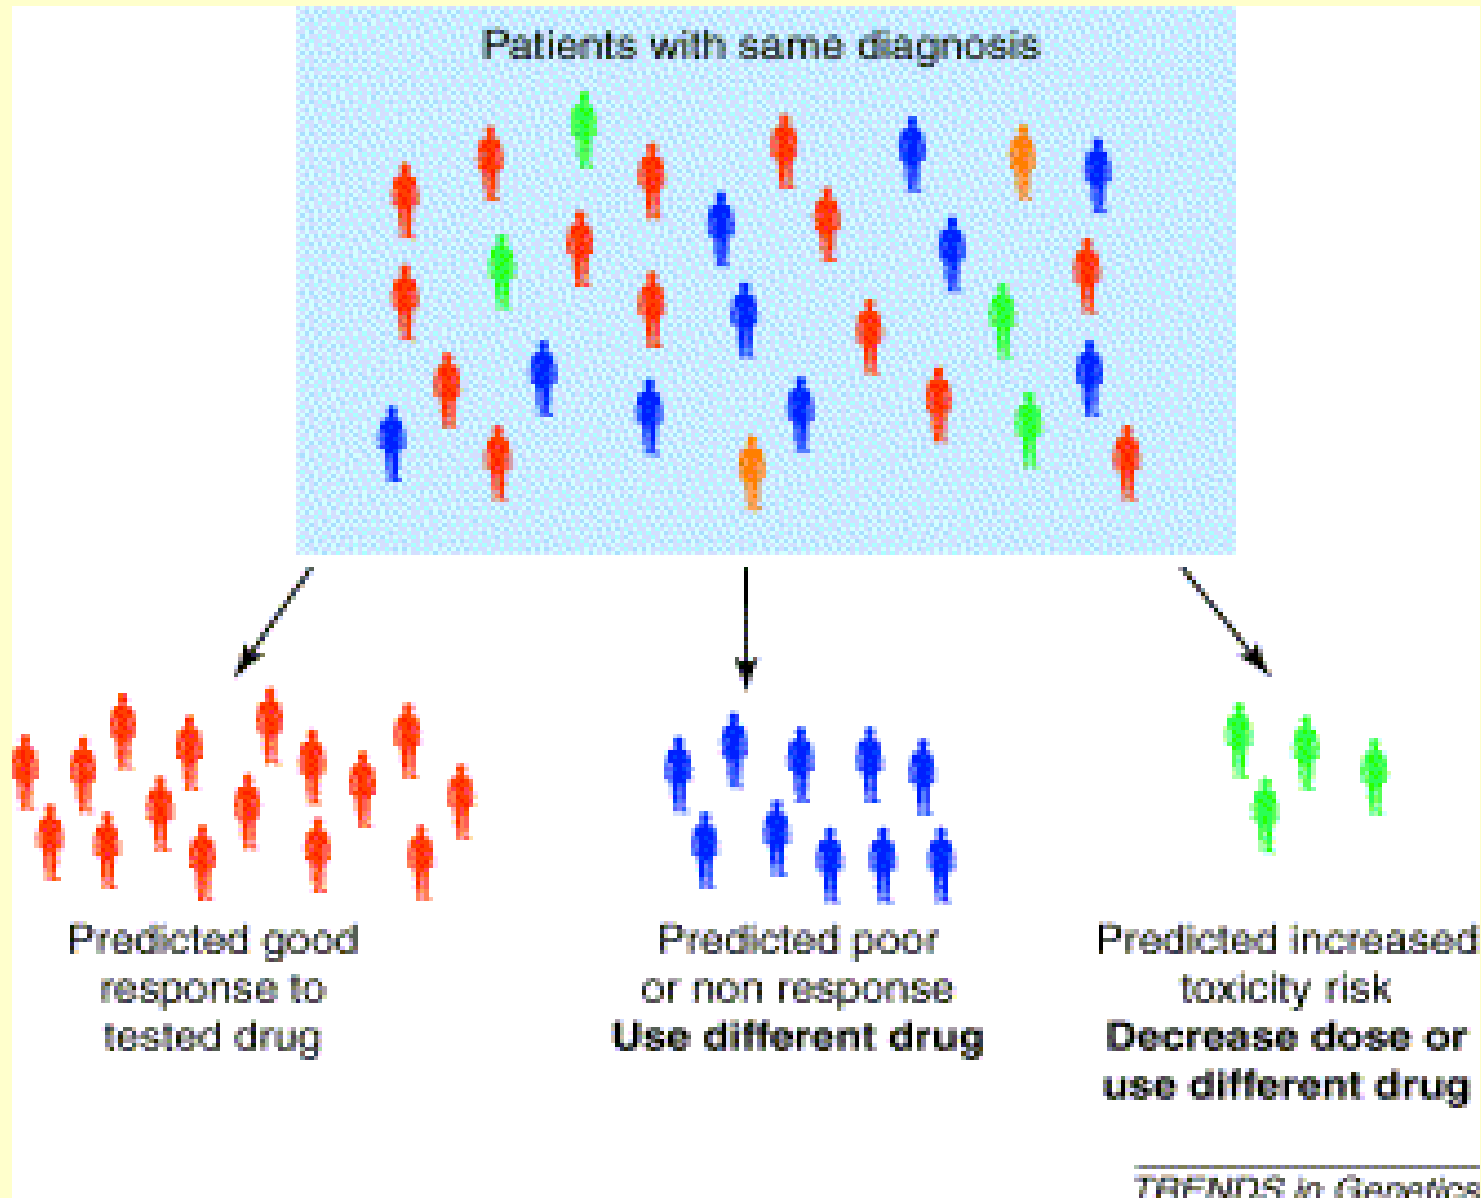 Patients with same diagnosis
Predicted good
response to
tested drug
Predicted poor
or non response
Use different drug
Predicted increased
toxicity risk
Decrease dose or
use different drug
TRENDS in Genetics